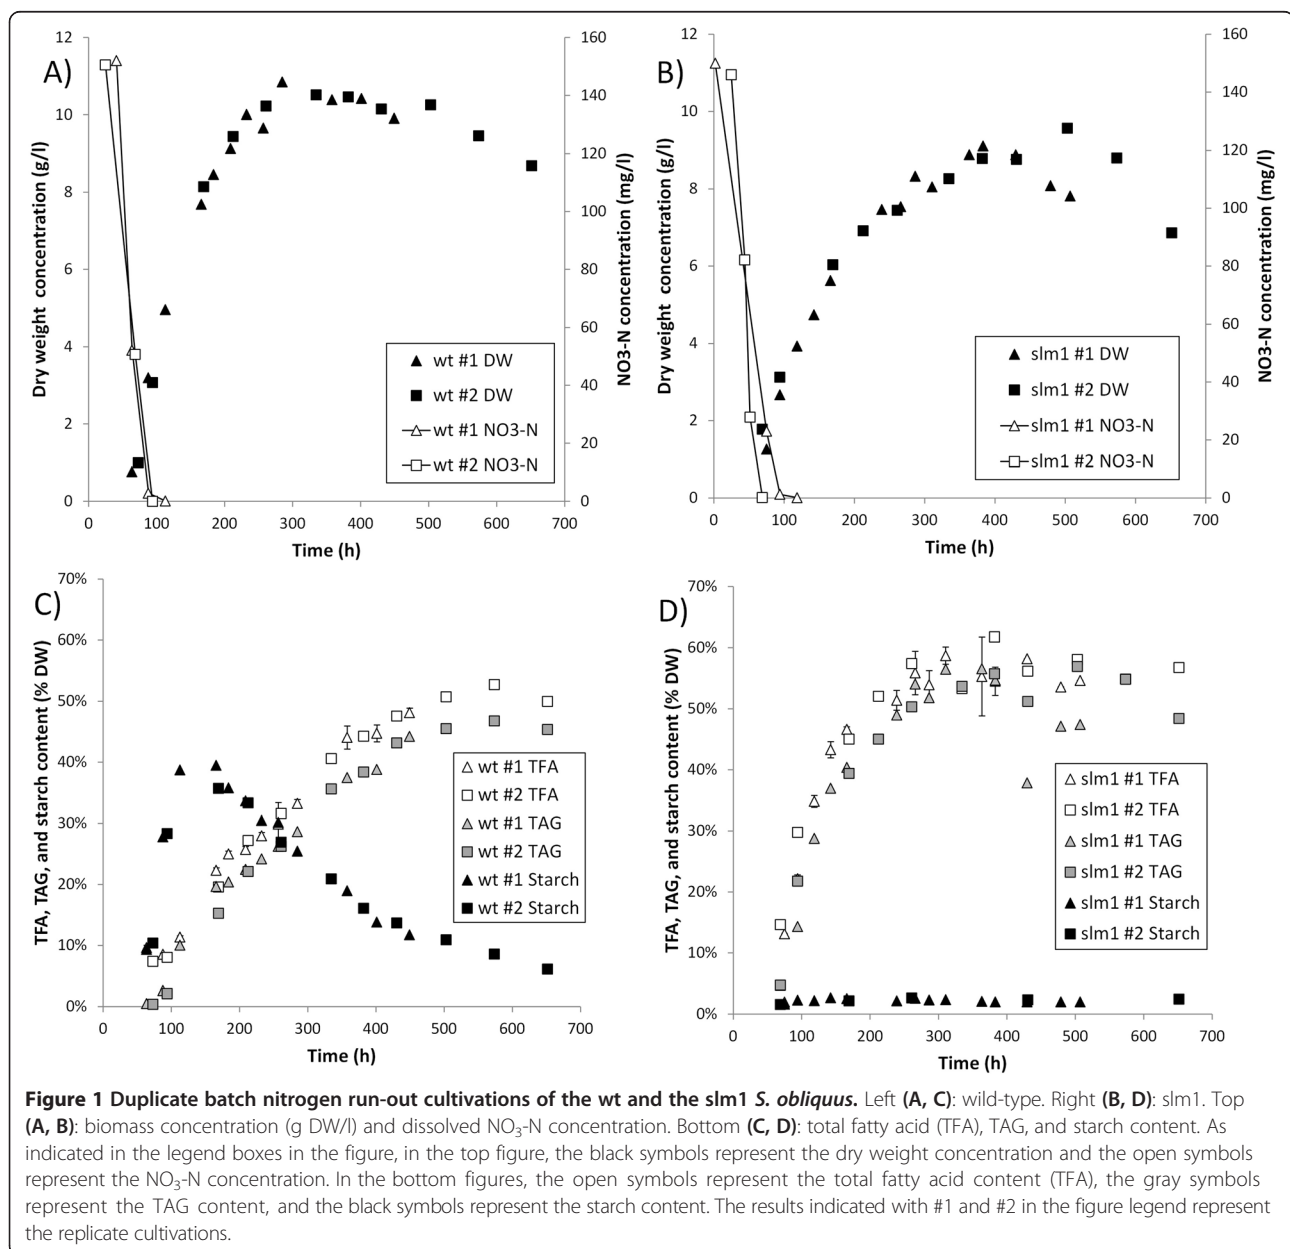 A)
12
10
8
6
4
2
0
Dry weight concentration (g/l)
160
140
120
100
80
60
40
20
0
NO3-N concentration (mg/l)
0 100 200 300 400 500 600 700
Time (h)
wt #1 DW
wt #2 DW
wt #1 NO3-N
wt #2 NO3-N
B)
12
10
8
6
4
2
0
Dry weight concentration (g/l)
160
140
120
100
80
60
40
20
0
NO3-N concentration (mg/l)
0 100 200 300 400 500 600 700
Time (h)
slm1 #1 DW
slm1 #2 DW
slm1 #1 NO3-N
slm1 #2 NO3-N
C)
70%
60%
50%
40%
30%
20%
10%
0%
TFA, TAG, and starch content (% DW)
0 100 200 300 400 500 600 700
Time (h)
wt #1 TFA
wt #2 TFA
wt #1 TAG
wt #2 TAG
wt #1 Starch
wt #2 Starch
D)
70%
60%
50%
40%
30%
20%
10%
0%
TFA, TAG, and starch content (% DW)
0 100 200 300 400 500 600 700
Time (h)
slm1 #1 TFA
slm1 #2 TFA
slm1 #1 TAG
slm1 #2 TAG
slm1 #1 Starch
slm1 #2 Starch
Figure 1 Duplicate batch nitrogen run-out cultivations of the wt and the slm1 S. obliquus. Left (A, C): wild-type. Right (B, D): slm1. Top
(A, B): biomass concentration (g DW/l) and dissolved NO₃-N concentration. Bottom (C, D): total fatty acid (TFA), TAG, and starch content. As
indicated in the legend boxes in the figure, in the top figure, the black symbols represent the dry weight concentration and the open symbols
represent the NO₃-N concentration. In the bottom figures, the open symbols represent the total fatty acid content (TFA), the gray symbols
represent the TAG content, and the black symbols represent the starch content. The results indicated with #1 and #2 in the figure legend represent
the replicate cultivations.